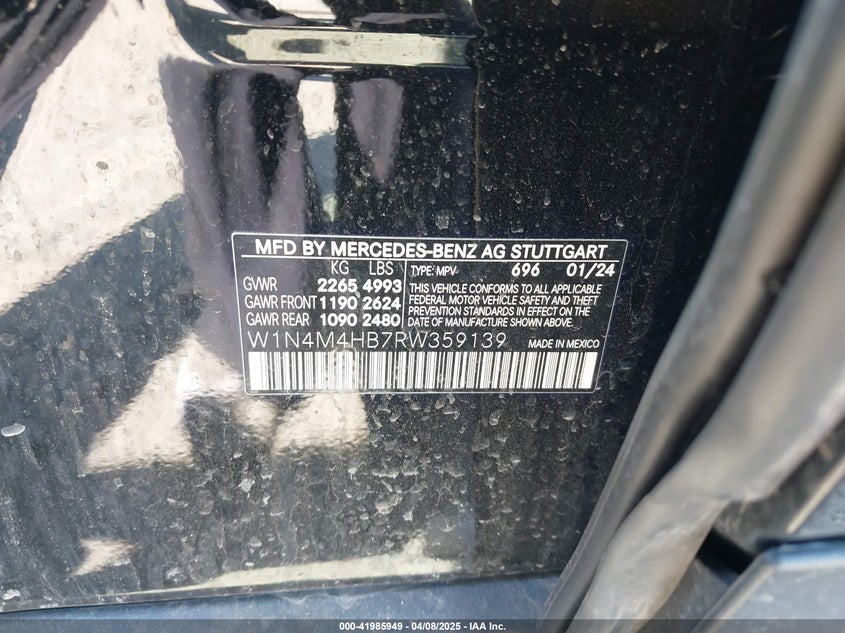 MFD BY MERCEDES-BENZ AG STUTTGART
KG LBS TYPE: MPV 696 01/24
GVWR 2265 4993
GAWR FRONT 1190 2624
GAWR REAR 1090 2480
THIS VEHICLE CONFORMS TO ALL APPLICABLE
FEDERAL MOTOR VEHICLE SAFETY AND THEFT
PREVENTION STANDARDS IN EFFECT ON THE
DATE OF MANUFACTURE SHOWN ABOVE.
W1N4M4HB7RW359139 MADE IN MEXICO
000-41985949 04/08/2025 - IAA Inc.